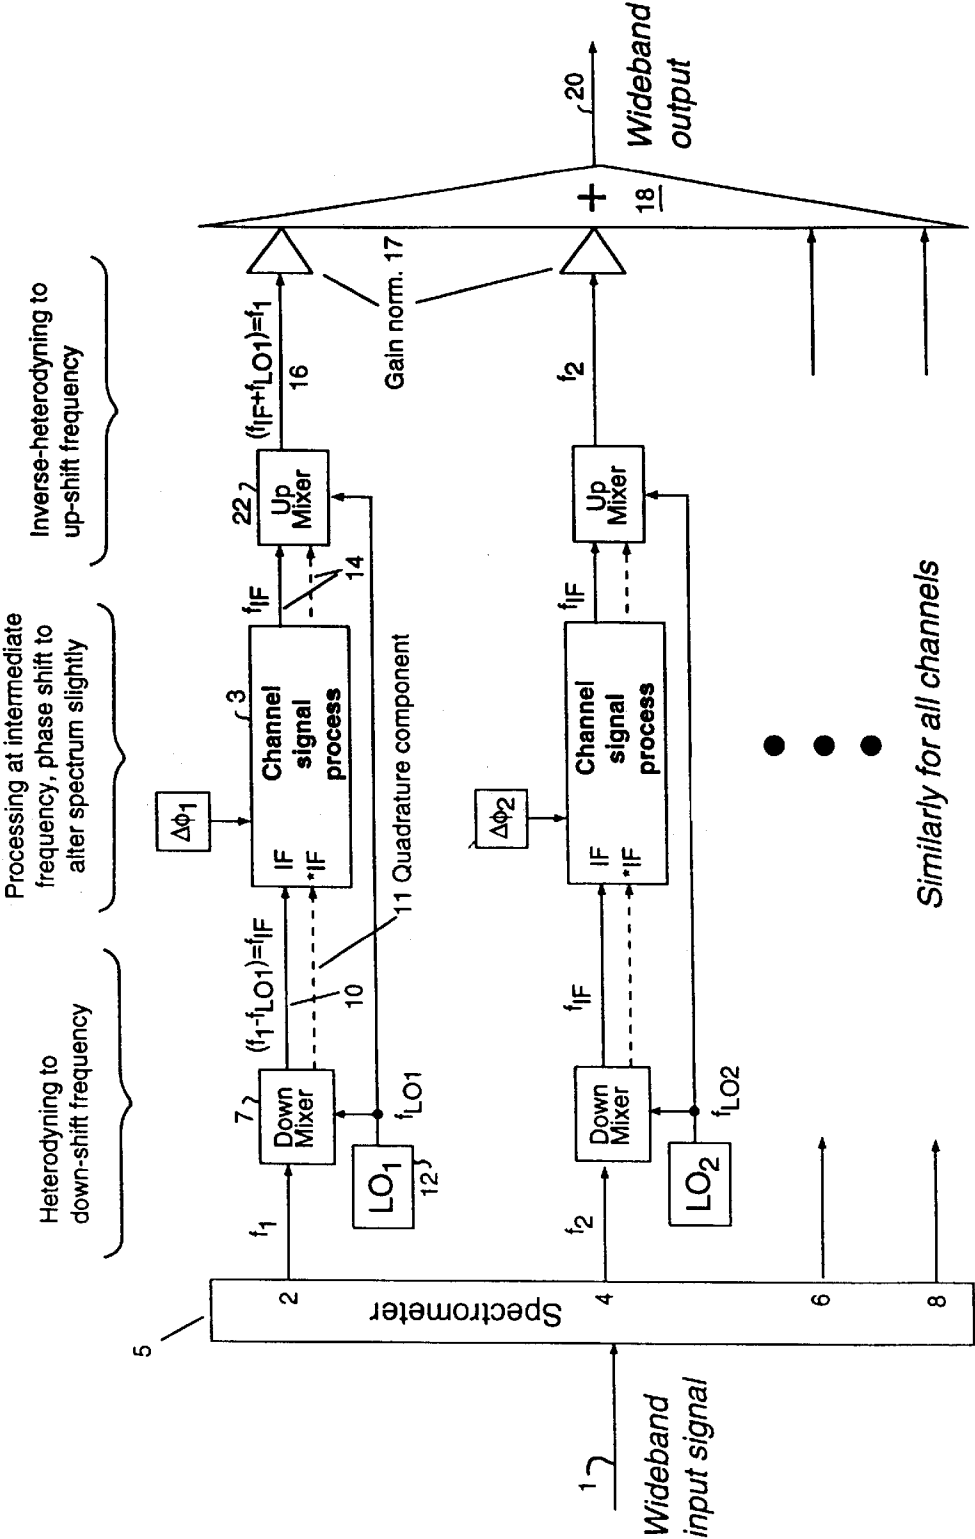 Heterodyning to
down-shift frequency
Processing at intermediate
frequency, phase shift to
alter spectrum slightly
Inverse-heterodyning to
up-shift frequency
5
Spectrometer
2
4
6
8
1
Wideband
input signal
f1
7
Down
Mixer
(f1-fLO1)=fIF
10
11 Quadrature component
LO1
12
fLO1
Δϕ1
IF
*IF
Channel
signal
process
3
fIF
14
22
Up
Mixer
(fIF+fLO1)=f1
16
Gain norm. 17
f2
Down
Mixer
fIF
LO2
fLO2
Δϕ2
IF
*IF
Channel
signal
process
fIF
Up
Mixer
f2
+
18
20
Wideband
output
Similarly for all channels